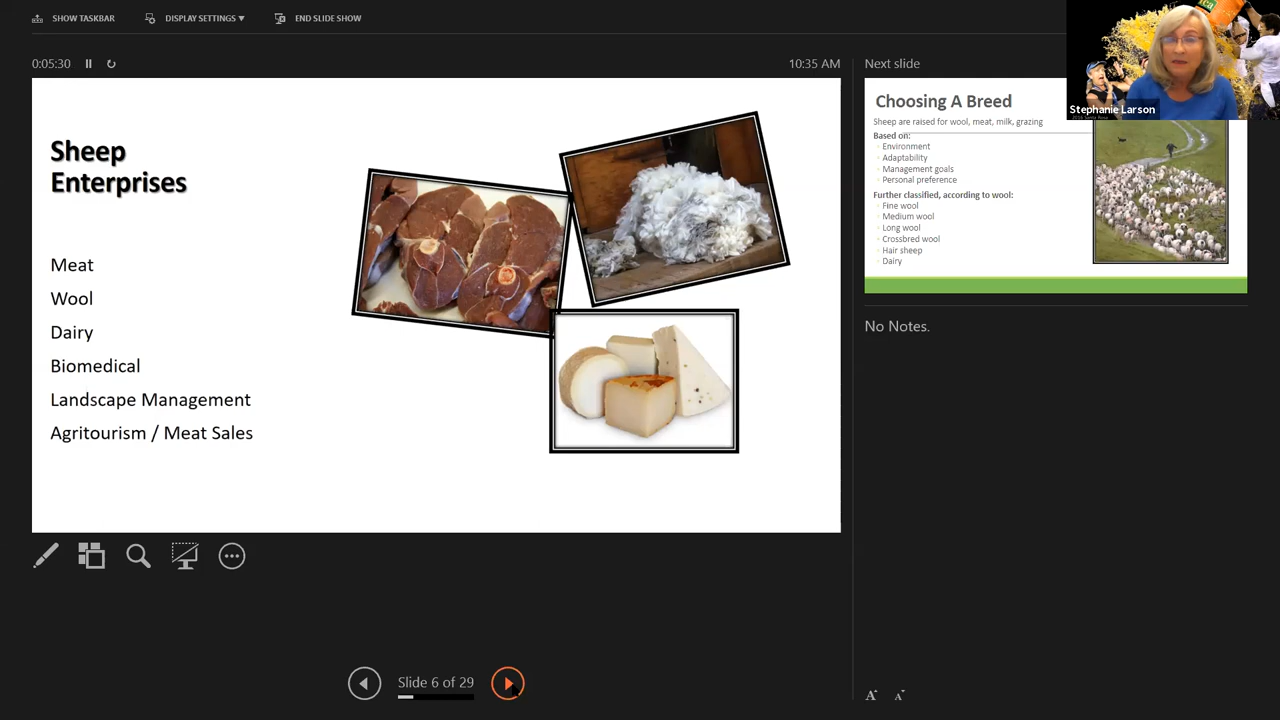 SHOW TASKBAR
DISPLAY SETTINGS ▼
END SLIDE SHOW
0:05:30
10:35 AM
Sheep
Enterprises
Meat
Wool
Dairy
Biomedical
Landscape Management
Agritourism / Meat Sales
Slide 6 of 29
Next slide
Stephanie Larson
Choosing A Breed
Sheep are raised for wool, meat, milk, grazing
Based on:
Environment
Adaptability
Management goals
Personal preference
Further classified, according to wool:
Fine wool
Medium wool
Long wool
Crossbred wool
Hair sheep
Dairy
No Notes.
A A